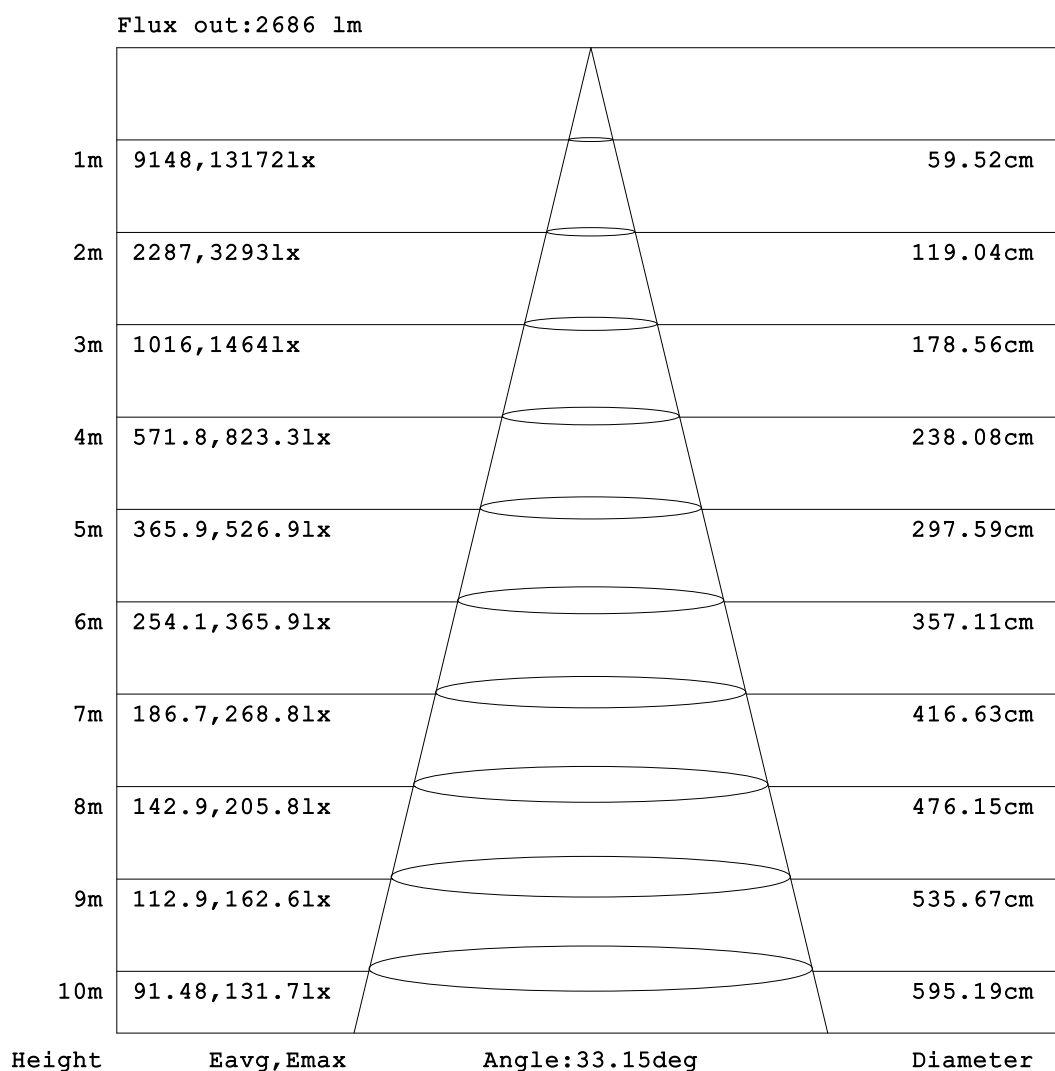 Flux out:2686 lm
1m 9148,13172lx 59.52cm
2m 2287,3293lx 119.04cm
3m 1016,1464lx 178.56cm
4m 571.8,823.3lx 238.08cm
5m 365.9,526.9lx 297.59cm
6m 254.1,365.9lx 357.11cm
7m 186.7,268.8lx 416.63cm
8m 142.9,205.8lx 476.15cm
9m 112.9,162.6lx 535.67cm
10m 91.48,131.7lx 595.19cm
Height Eavg,Emax Angle:33.15deg Diameter